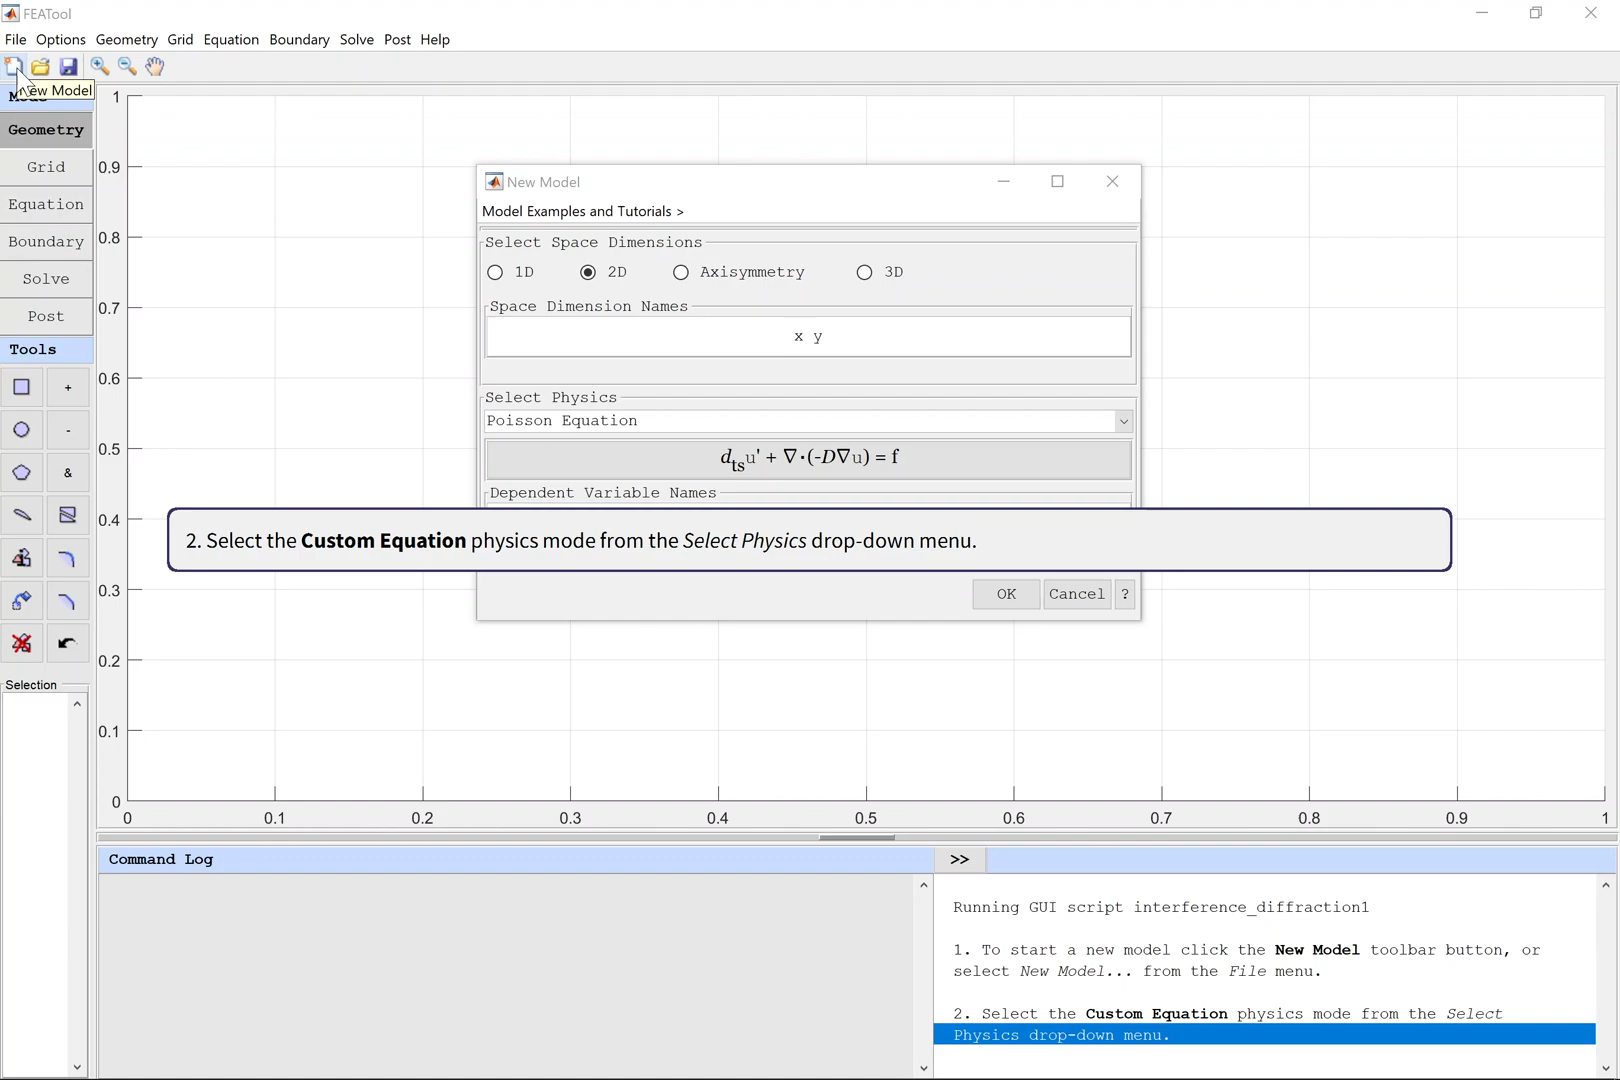 FEATool
File Options Geometry Grid Equation Boundary Solve Post Help
New Model
Mode
Geometry
Grid
Equation
Boundary
Solve
Post
Tools
+
-
&
Selection
1
0.9
0.8
0.7
0.6
0.5
0.4
0.3
0.2
0.1
0
0 0.1 0.2 0.3 0.4 0.5 0.6 0.7 0.8 0.9 1
New Model
Model Examples and Tutorials >
Select Space Dimensions
1D 2D Axisymmetry 3D
Space Dimension Names
x y
Select Physics
Poisson Equation
d_ts u' + ∇·(-D∇u) = f
Dependent Variable Names
2. Select the Custom Equation physics mode from the Select Physics drop-down menu.
OK Cancel ?
Command Log
>>
Running GUI script interference_diffraction1
1. To start a new model click the New Model toolbar button, or
select New Model... from the File menu.
2. Select the Custom Equation physics mode from the Select
Physics drop-down menu.